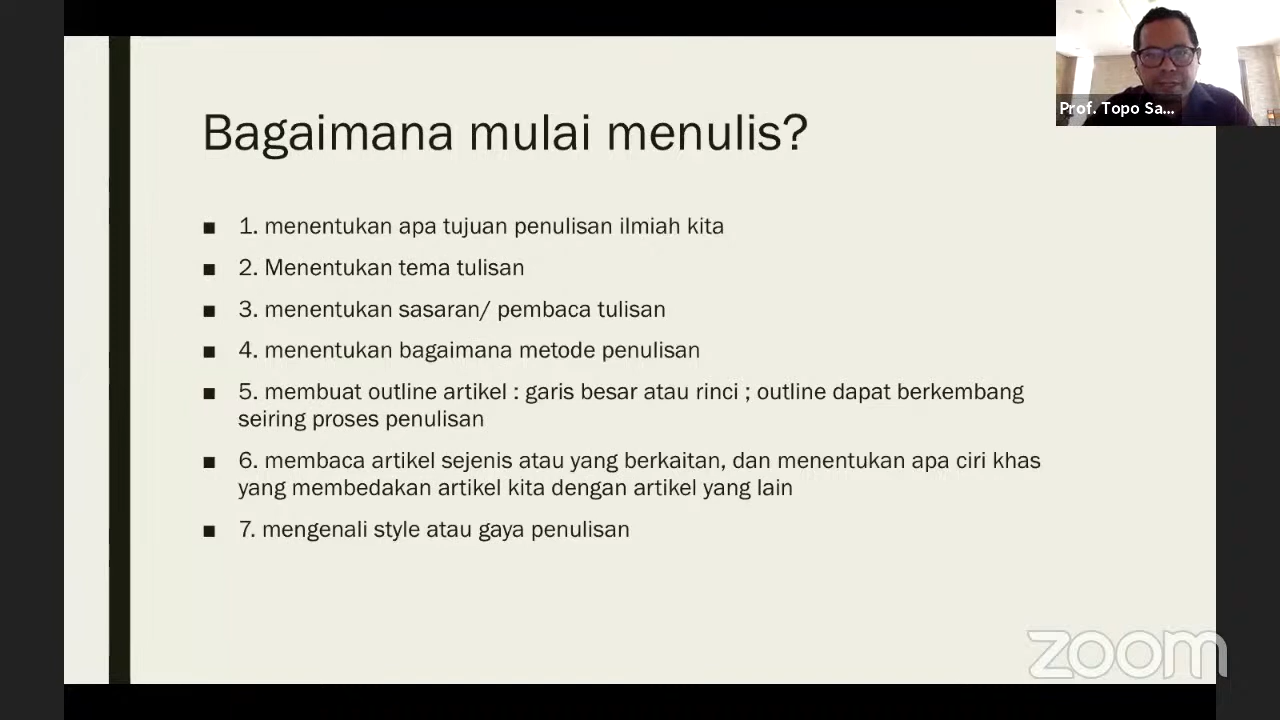 Prof. Topo Sa...
Bagaimana mulai menulis?
■ 1. menentukan apa tujuan penulisan ilmiah kita
■ 2. Menentukan tema tulisan
■ 3. menentukan sasaran/ pembaca tulisan
■ 4. menentukan bagaimana metode penulisan
■ 5. membuat outline artikel : garis besar atau rinci ; outline dapat berkembang
seiring proses penulisan
■ 6. membaca artikel sejenis atau yang berkaitan, dan menentukan apa ciri khas
yang membedakan artikel kita dengan artikel yang lain
■ 7. mengenali style atau gaya penulisan
zoom